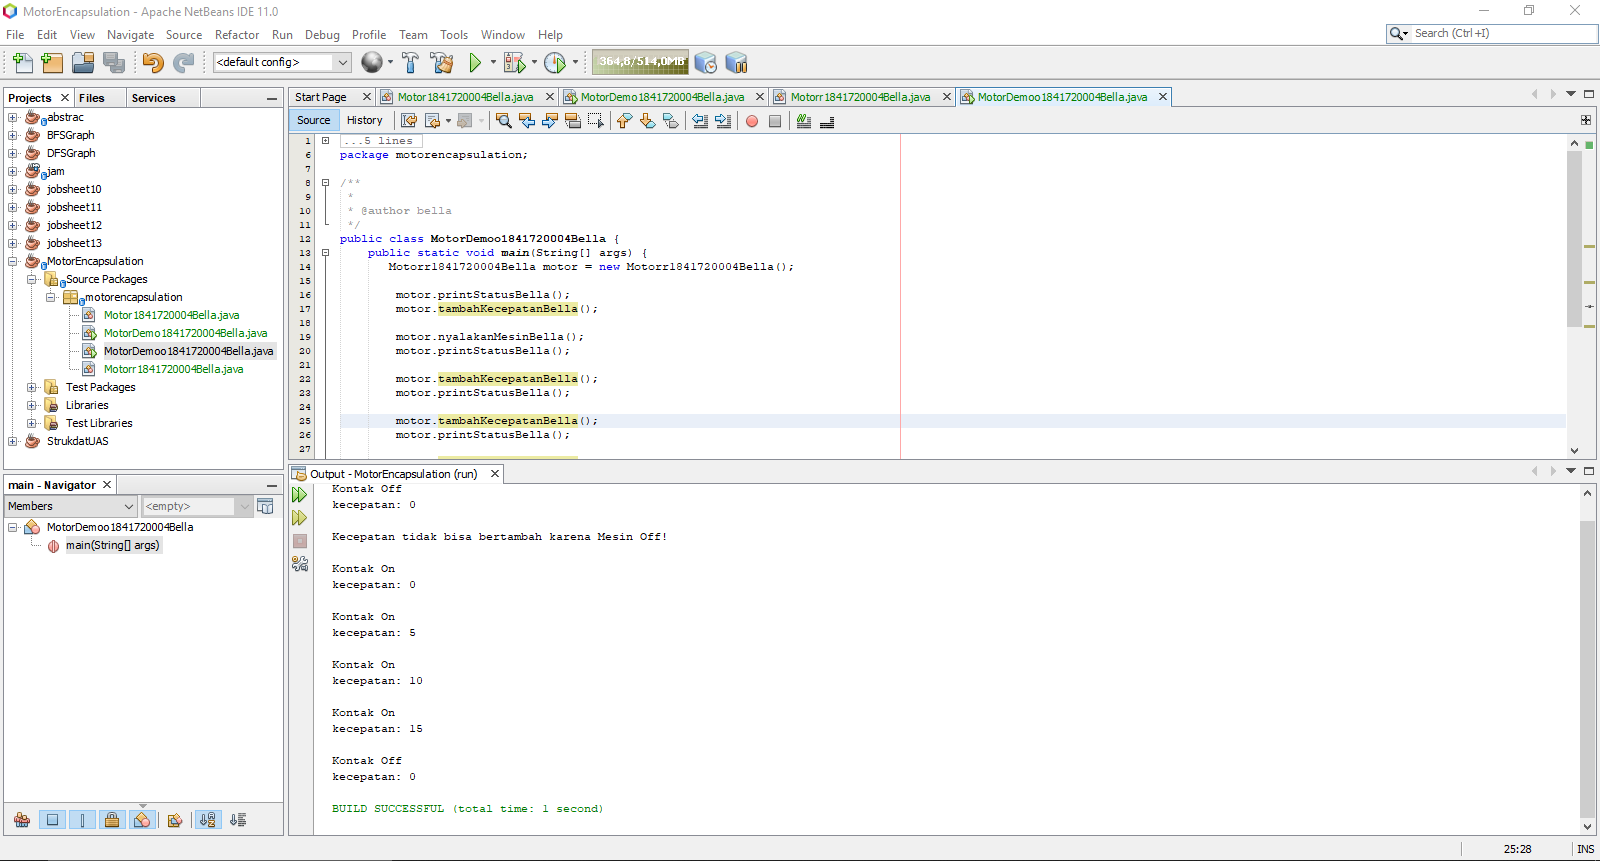 MotorEncapsulation - Apache NetBeans IDE 11.0
File Edit View Navigate Source Refactor Run Debug Profile Team Tools Window Help
Search (Ctrl+I)
<default config>
364,8/514,0MB
Projects Files Services
abstrac
BFSGraph
DFSGraph
jam
jobsheet10
jobsheet11
jobsheet12
jobsheet13
MotorEncapsulation
Source Packages
motorencapsulation
Motor1841720004Bella.java
MotorDemo1841720004Bella.java
MotorDemoo1841720004Bella.java
Motorr1841720004Bella.java
Test Packages
Libraries
Test Libraries
StrukdatUAS
main - Navigator
Members <empty>
MotorDemoo1841720004Bella
main(String[] args)
Start Page Motor1841720004Bella.java MotorDemo1841720004Bella.java Motorr1841720004Bella.java MotorDemoo1841720004Bella.java
Source History
1 ...5 lines
6 package motorencapsulation;
7
8 /**
9 *
10 * @author bella
11 */
12 public class MotorDemoo1841720004Bella {
13 public static void main(String[] args) {
14 Motorr1841720004Bella motor = new Motorr1841720004Bella();
15
16 motor.printStatusBella();
17 motor.tambahKecepatanBella();
18
19 motor.nyalakanMesinBella();
20 motor.printStatusBella();
21
22 motor.tambahKecepatanBella();
23 motor.printStatusBella();
24
25 motor.tambahKecepatanBella();
26 motor.printStatusBella();
27
Output - MotorEncapsulation (run)
Kontak Off
kecepatan: 0
Kecepatan tidak bisa bertambah karena Mesin Off!
Kontak On
kecepatan: 0
Kontak On
kecepatan: 5
Kontak On
kecepatan: 10
Kontak On
kecepatan: 15
Kontak Off
kecepatan: 0
BUILD SUCCESSFUL (total time: 1 second)
25:28 INS